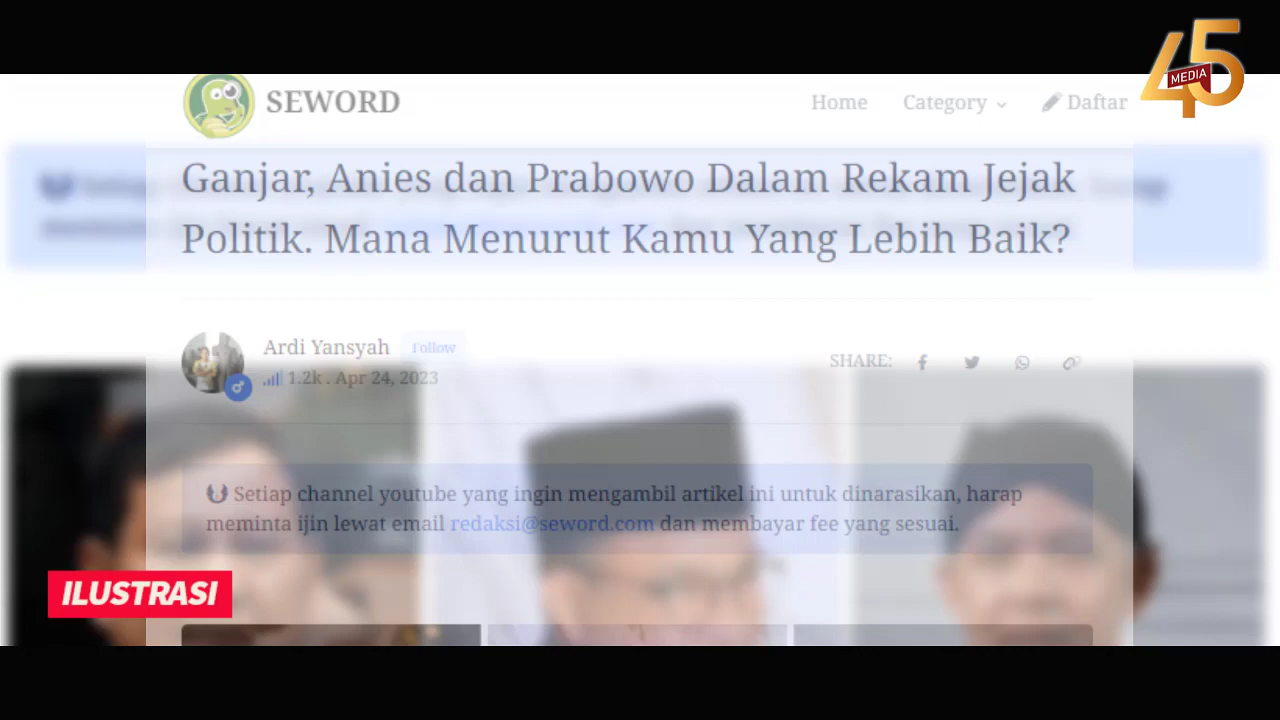 45
MEDIA
SEWORD
Home
Category
Daftar
Ganjar, Anies dan Prabowo Dalam Rekam Jejak
Politik. Mana Menurut Kamu Yang Lebih Baik?
Ardi Yansyah
Follow
1.2k . Apr 24, 2023
SHARE:
Setiap channel youtube yang ingin mengambil artikel ini untuk dinarasikan, harap
meminta ijin lewat email redaksi@seword.com dan membayar fee yang sesuai.
ILUSTRASI